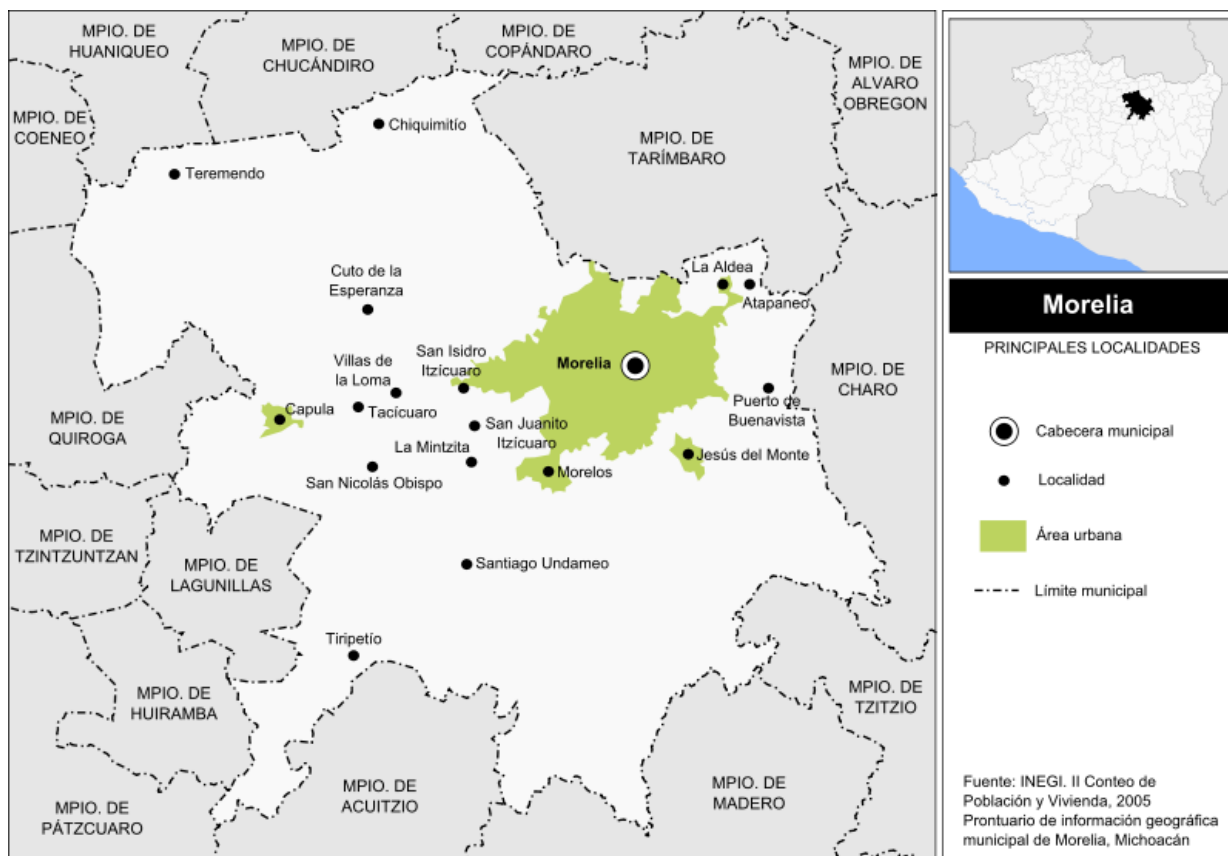 MPIO. DE
HUANIQUEO
MPIO. DE
CHUCÁNDIRO
MPIO. DE
COPÁNDARO
MPIO. DE
ALVARO
OBREGON
MPIO. DE
COENEO
MPIO. DE
TARÍMBARO
Chiquimitío
Teremendo
Cuto de la
Esperanza
La Aldea
Atapaneo
San Isidro
Itzícuaro
Morelia
Villas de
la Loma
MPIO. DE
CHARO
Puerto de
Buenavista
MPIO. DE
QUIROGA
Capula
Tacícuaro
San Juanito
Itzícuaro
La Mintzita
Jesús del Monte
San Nicolás Obispo
Morelos
MPIO. DE
TZINTZUNTZAN
MPIO. DE
LAGUNILLAS
Santiago Undameo
Tiripetío
MPIO. DE
HUIRAMBA
MPIO. DE
TZITZIO
MPIO. DE
ACUITZIO
MPIO. DE
MADERO
MPIO. DE
PÁTZCUARO
Morelia
PRINCIPALES LOCALIDADES
Cabecera municipal
Localidad
Área urbana
Límite municipal
Fuente: INEGI. II Conteo de
Población y Vivienda, 2005
Prontuario de información geográfica
municipal de Morelia, Michoacán